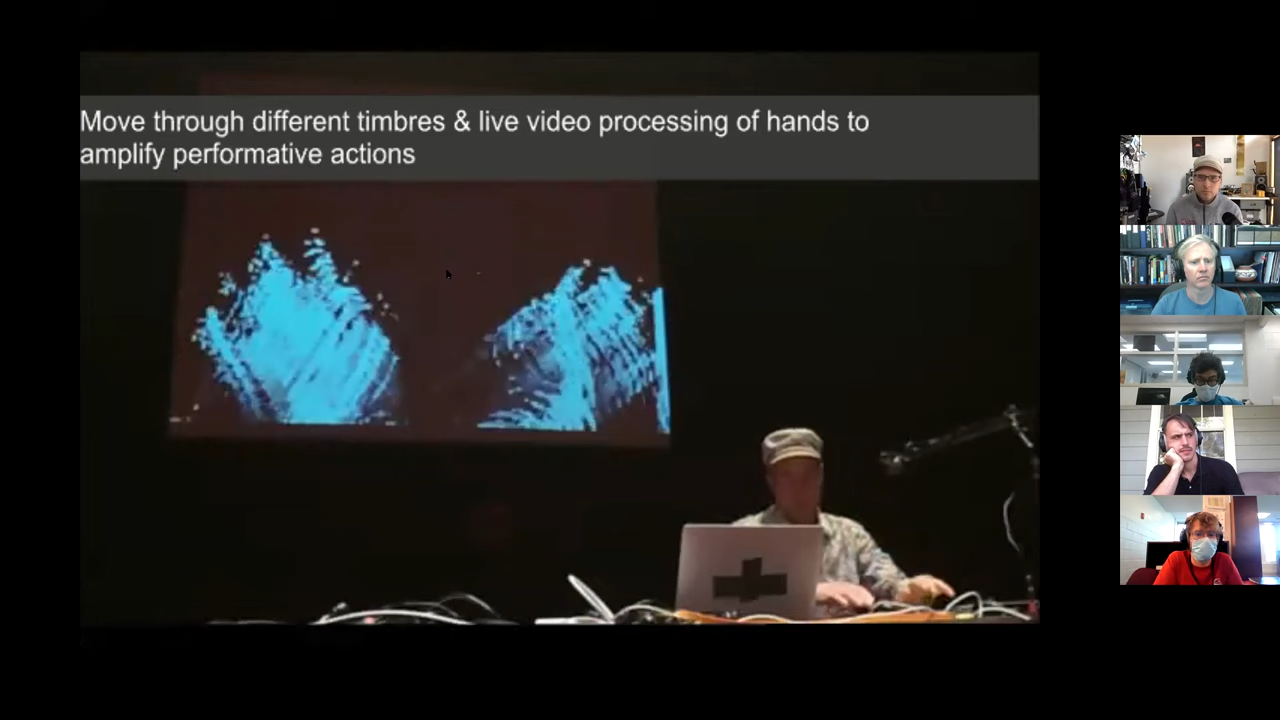 Move through different timbres & live video processing of hands to
amplify performative actions